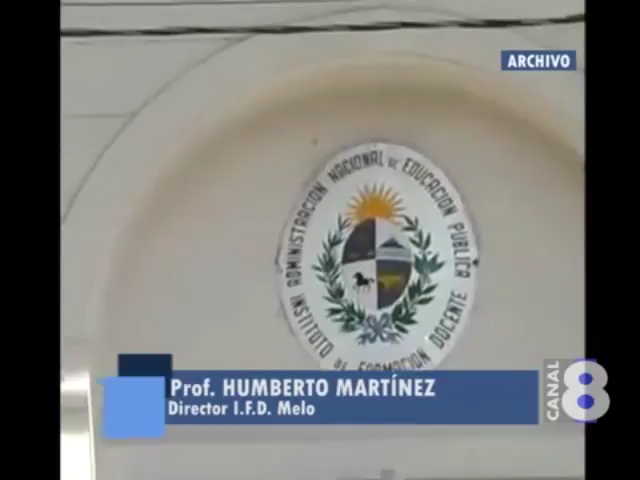 ARCHIVO
ADMINISTRACION NACIONAL DE EDUCACION PUBLICA
INSTITUTO DE FORMACION DOCENTE
Prof. HUMBERTO MARTÍNEZ
Director I.F.D. Melo
CANAL 8